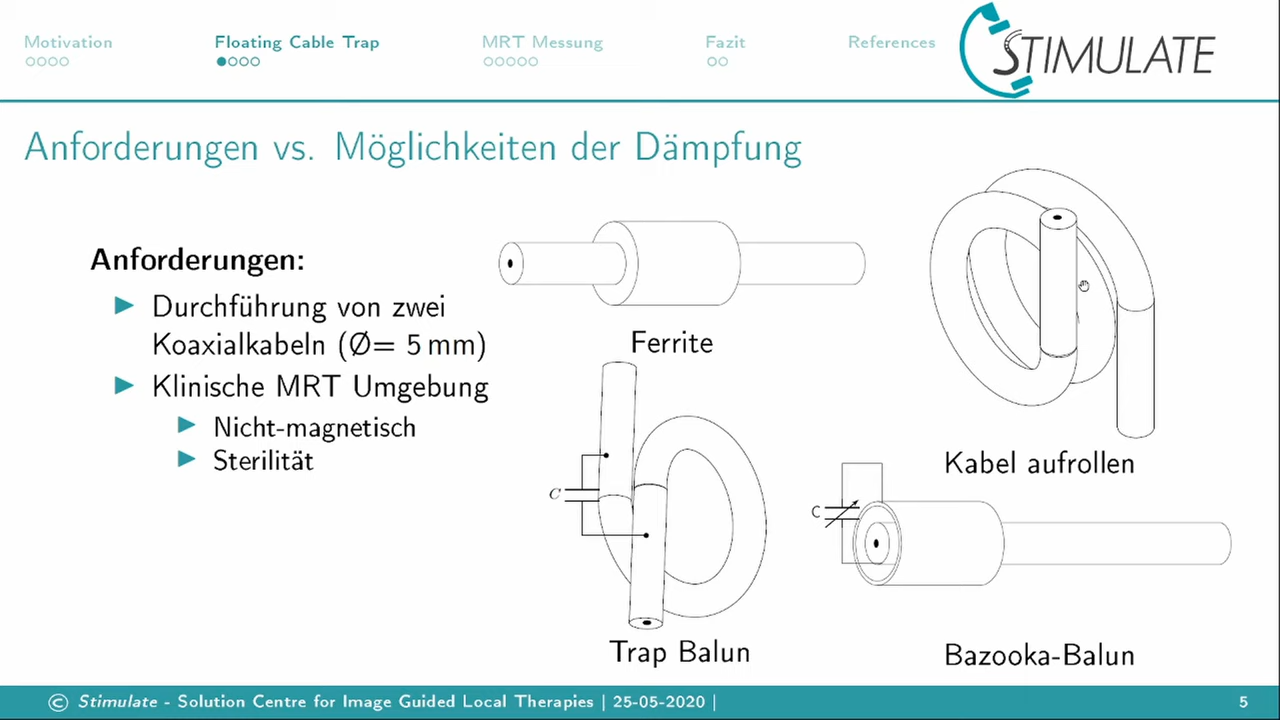 Motivation
Floating Cable Trap
MRT Messung
Fazit
References
STIMULATE
Anforderungen vs. Möglichkeiten der Dämpfung
Anforderungen:
Durchführung von zwei
Koaxialkabeln (Ø= 5 mm)
Klinische MRT Umgebung
Nicht-magnetisch
Sterilität
Ferrite
Kabel aufrollen
C
Trap Balun
C
Bazooka-Balun
© Stimulate - Solution Centre for Image Guided Local Therapies | 25-05-2020 |
5